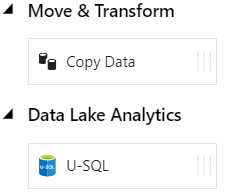 Move & Transform
Copy Data
Data Lake Analytics
U-SQL